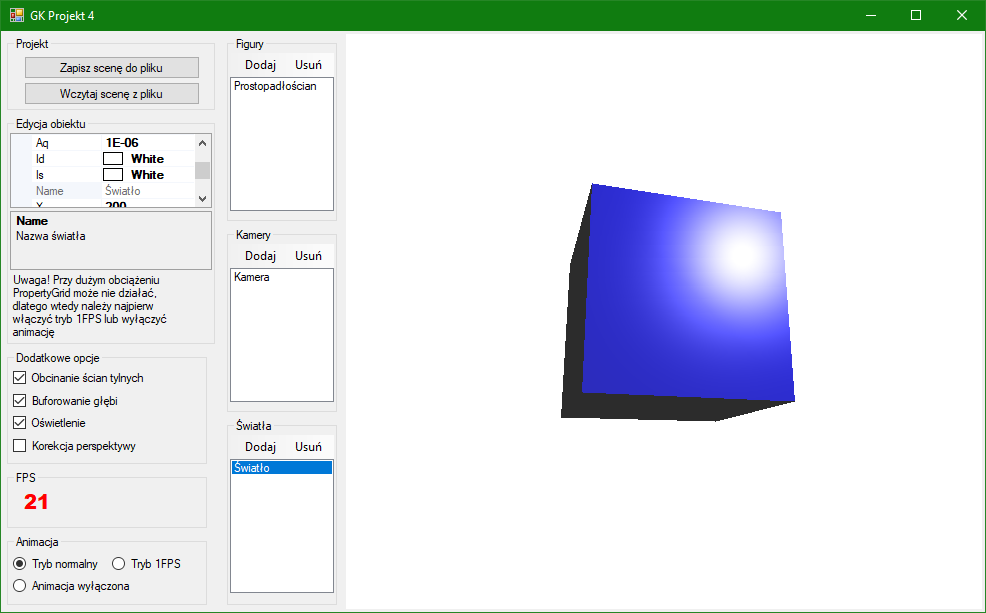 GK Projekt 4
Projekt
Zapisz scenę do pliku
Wczytaj scenę z pliku
Edycja obiektu
Aq 1E-06
Id White
Is White
Name Światło
X 200
Name
Nazwa światła
Uwaga! Przy dużym obciążeniu
PropertyGrid może nie działać,
dlatego wtedy należy najpierw
włączyć tryb 1FPS lub wyłączyć
animację
Dodatkowe opcje
Obcinanie ścian tylnych
Buforowanie głębi
Oświetlenie
Korekcja perspektywy
FPS
21
Animacja
Tryb normalny Tryb 1FPS
Animacja wyłączona
Figury
Dodaj Usuń
Prostopadłościan
Kamery
Dodaj Usuń
Kamera
Światła
Dodaj Usuń
Światło